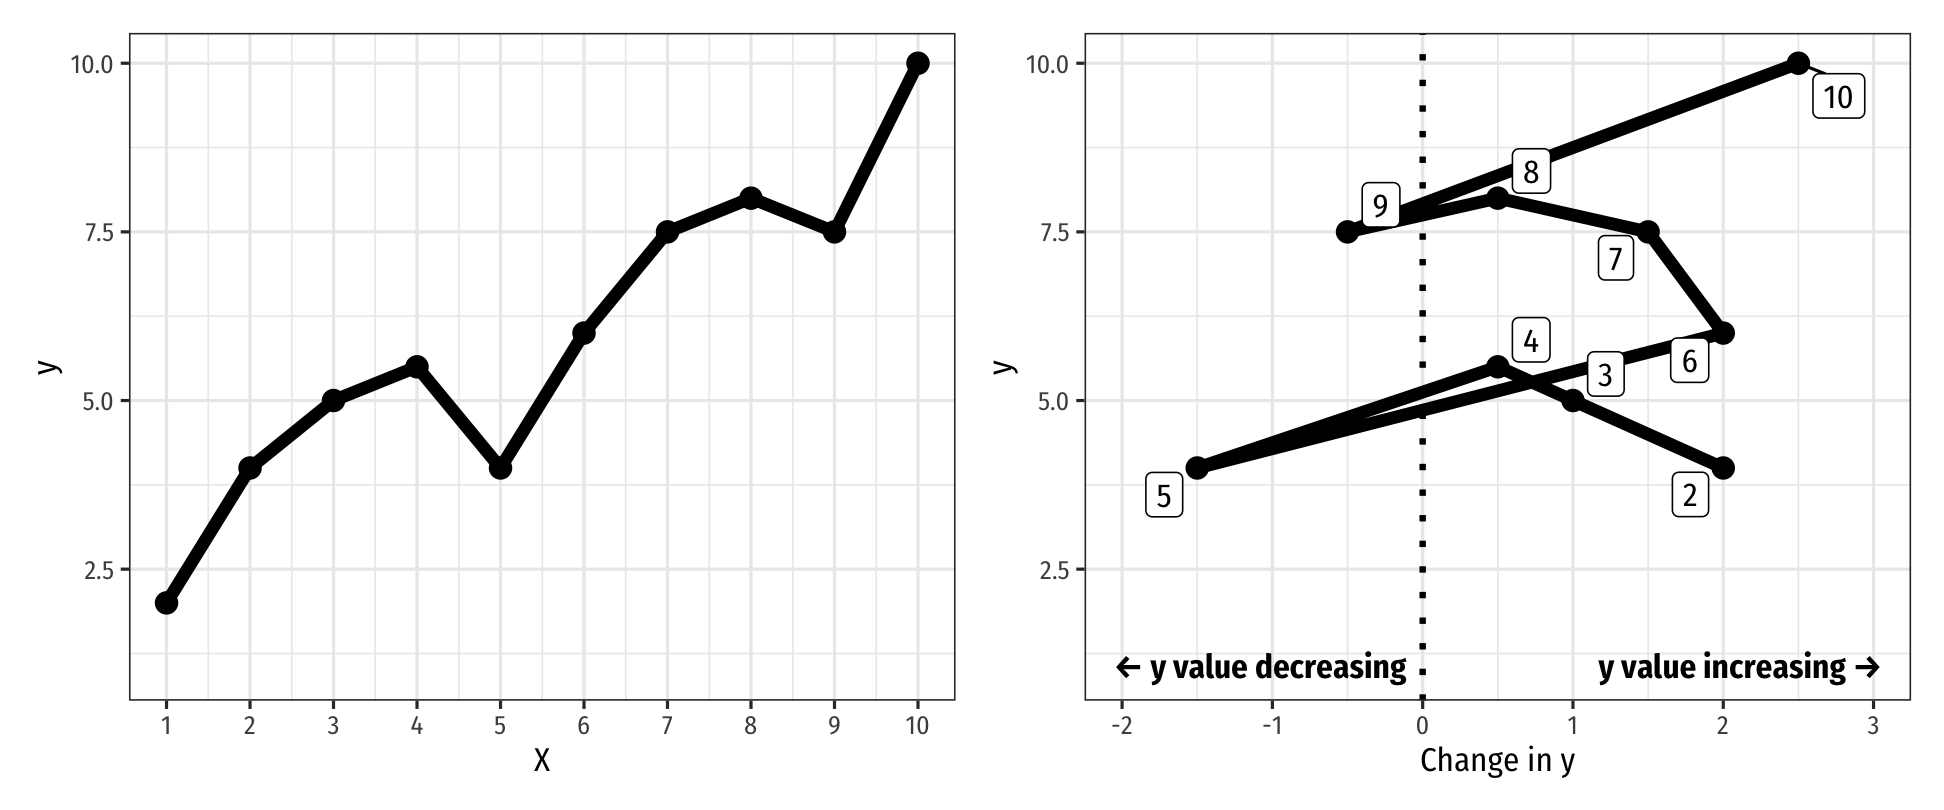 10.0
7.5
5.0
2.5
y
1 2 3 4 5 6 7 8 9 10
X
10.0
7.5
5.0
2.5
y
10
8
9
7
4
3
6
5
2
← y value decreasing
y value increasing →
-2 -1 0 1 2 3
Change in y